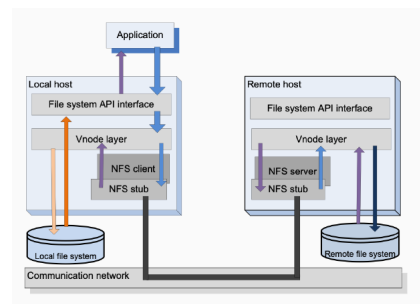 Application
Local host
File system API interface
Vnode layer
NFS client
NFS stub
Local file system
Remote host
File system API interface
Vnode layer
NFS server
NFS stub
Remote file system
Communication network